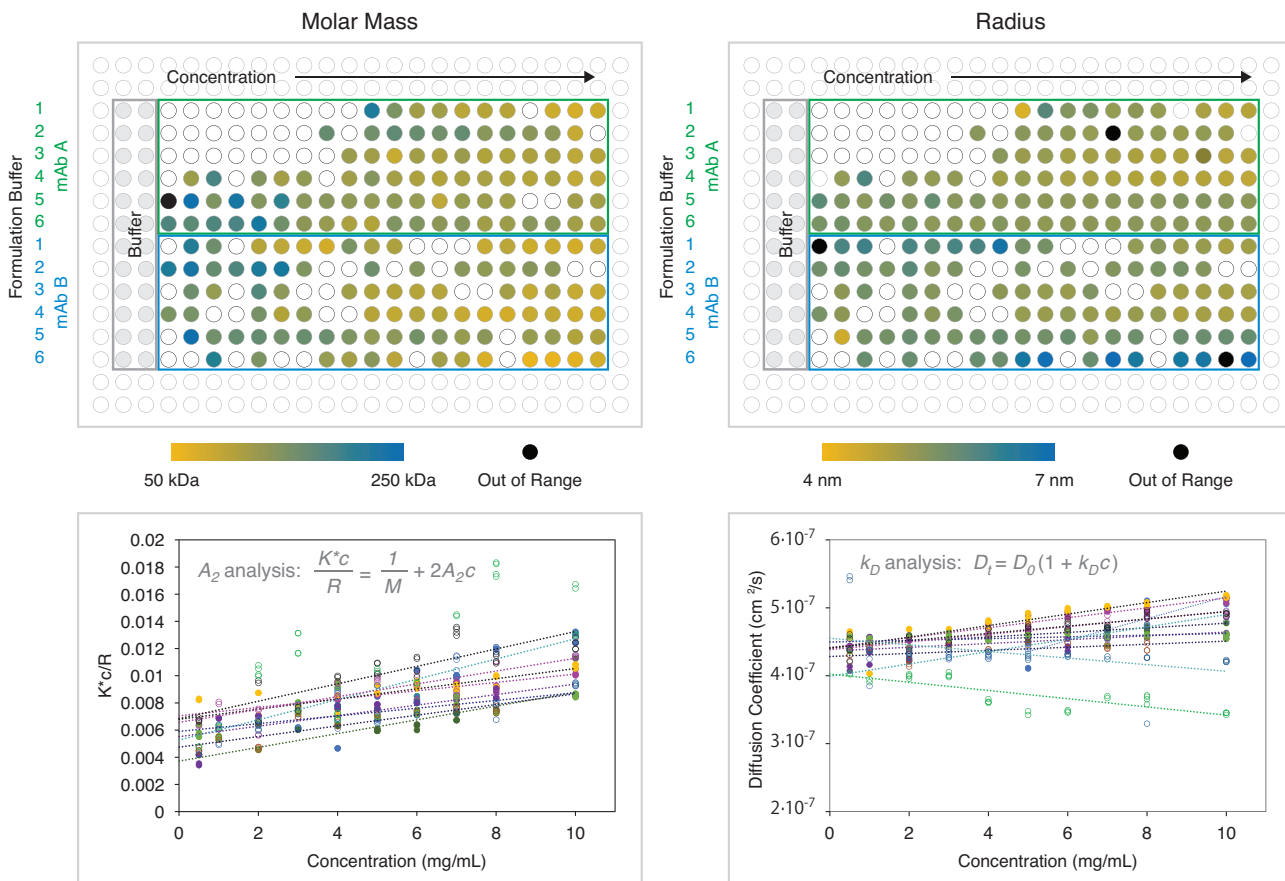 Molar Mass
Concentration
Formulation Buffer
mAb A
mAb B
1
2
3
4
5
6
1
2
3
4
5
6
Buffer
50 kDa
250 kDa
Out of Range
Radius
Concentration
Formulation Buffer
mAb A
mAb B
1
2
3
4
5
6
1
2
3
4
5
6
Buffer
4 nm
7 nm
Out of Range
A₂ analysis: K*c/R = 1/M + 2A₂c
K*c/R
0.02
0.018
0.016
0.014
0.012
0.01
0.008
0.006
0.004
0.002
0
0 2 4 6 8 10
Concentration (mg/mL)
k_D analysis: D_t = D₀(1 + k_Dc)
Diffusion Coefficient (cm ²/s)
6·10⁻⁷
5·10⁻⁷
4·10⁻⁷
3·10⁻⁷
2·10⁻⁷
0 2 4 6 8 10
Concentration (mg/mL)